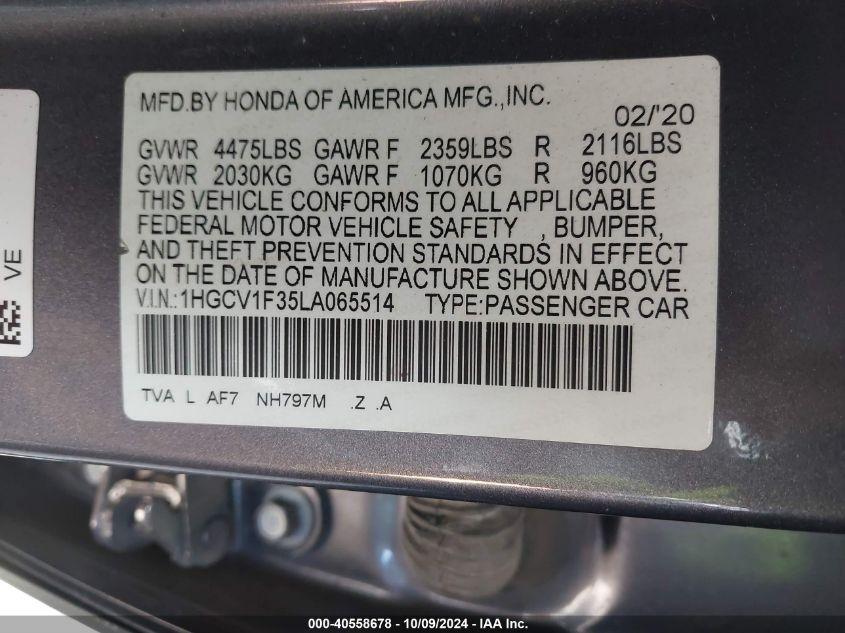 MFD.BY HONDA OF AMERICA MFG.,INC.
02/'20
GVWR 4475LBS GAWR F 2359LBS R 2116LBS
GVWR 2030KG GAWR F 1070KG R 960KG
THIS VEHICLE CONFORMS TO ALL APPLICABLE
FEDERAL MOTOR VEHICLE SAFETY , BUMPER,
AND THEFT PREVENTION STANDARDS IN EFFECT
ON THE DATE OF MANUFACTURE SHOWN ABOVE.
V.I.N.:1HGCV1F35LA065514 TYPE:PASSENGER CAR
TVA L AF7 NH797M .Z .A
VE
000-40558678 - 10/09/2024 - IAA Inc.